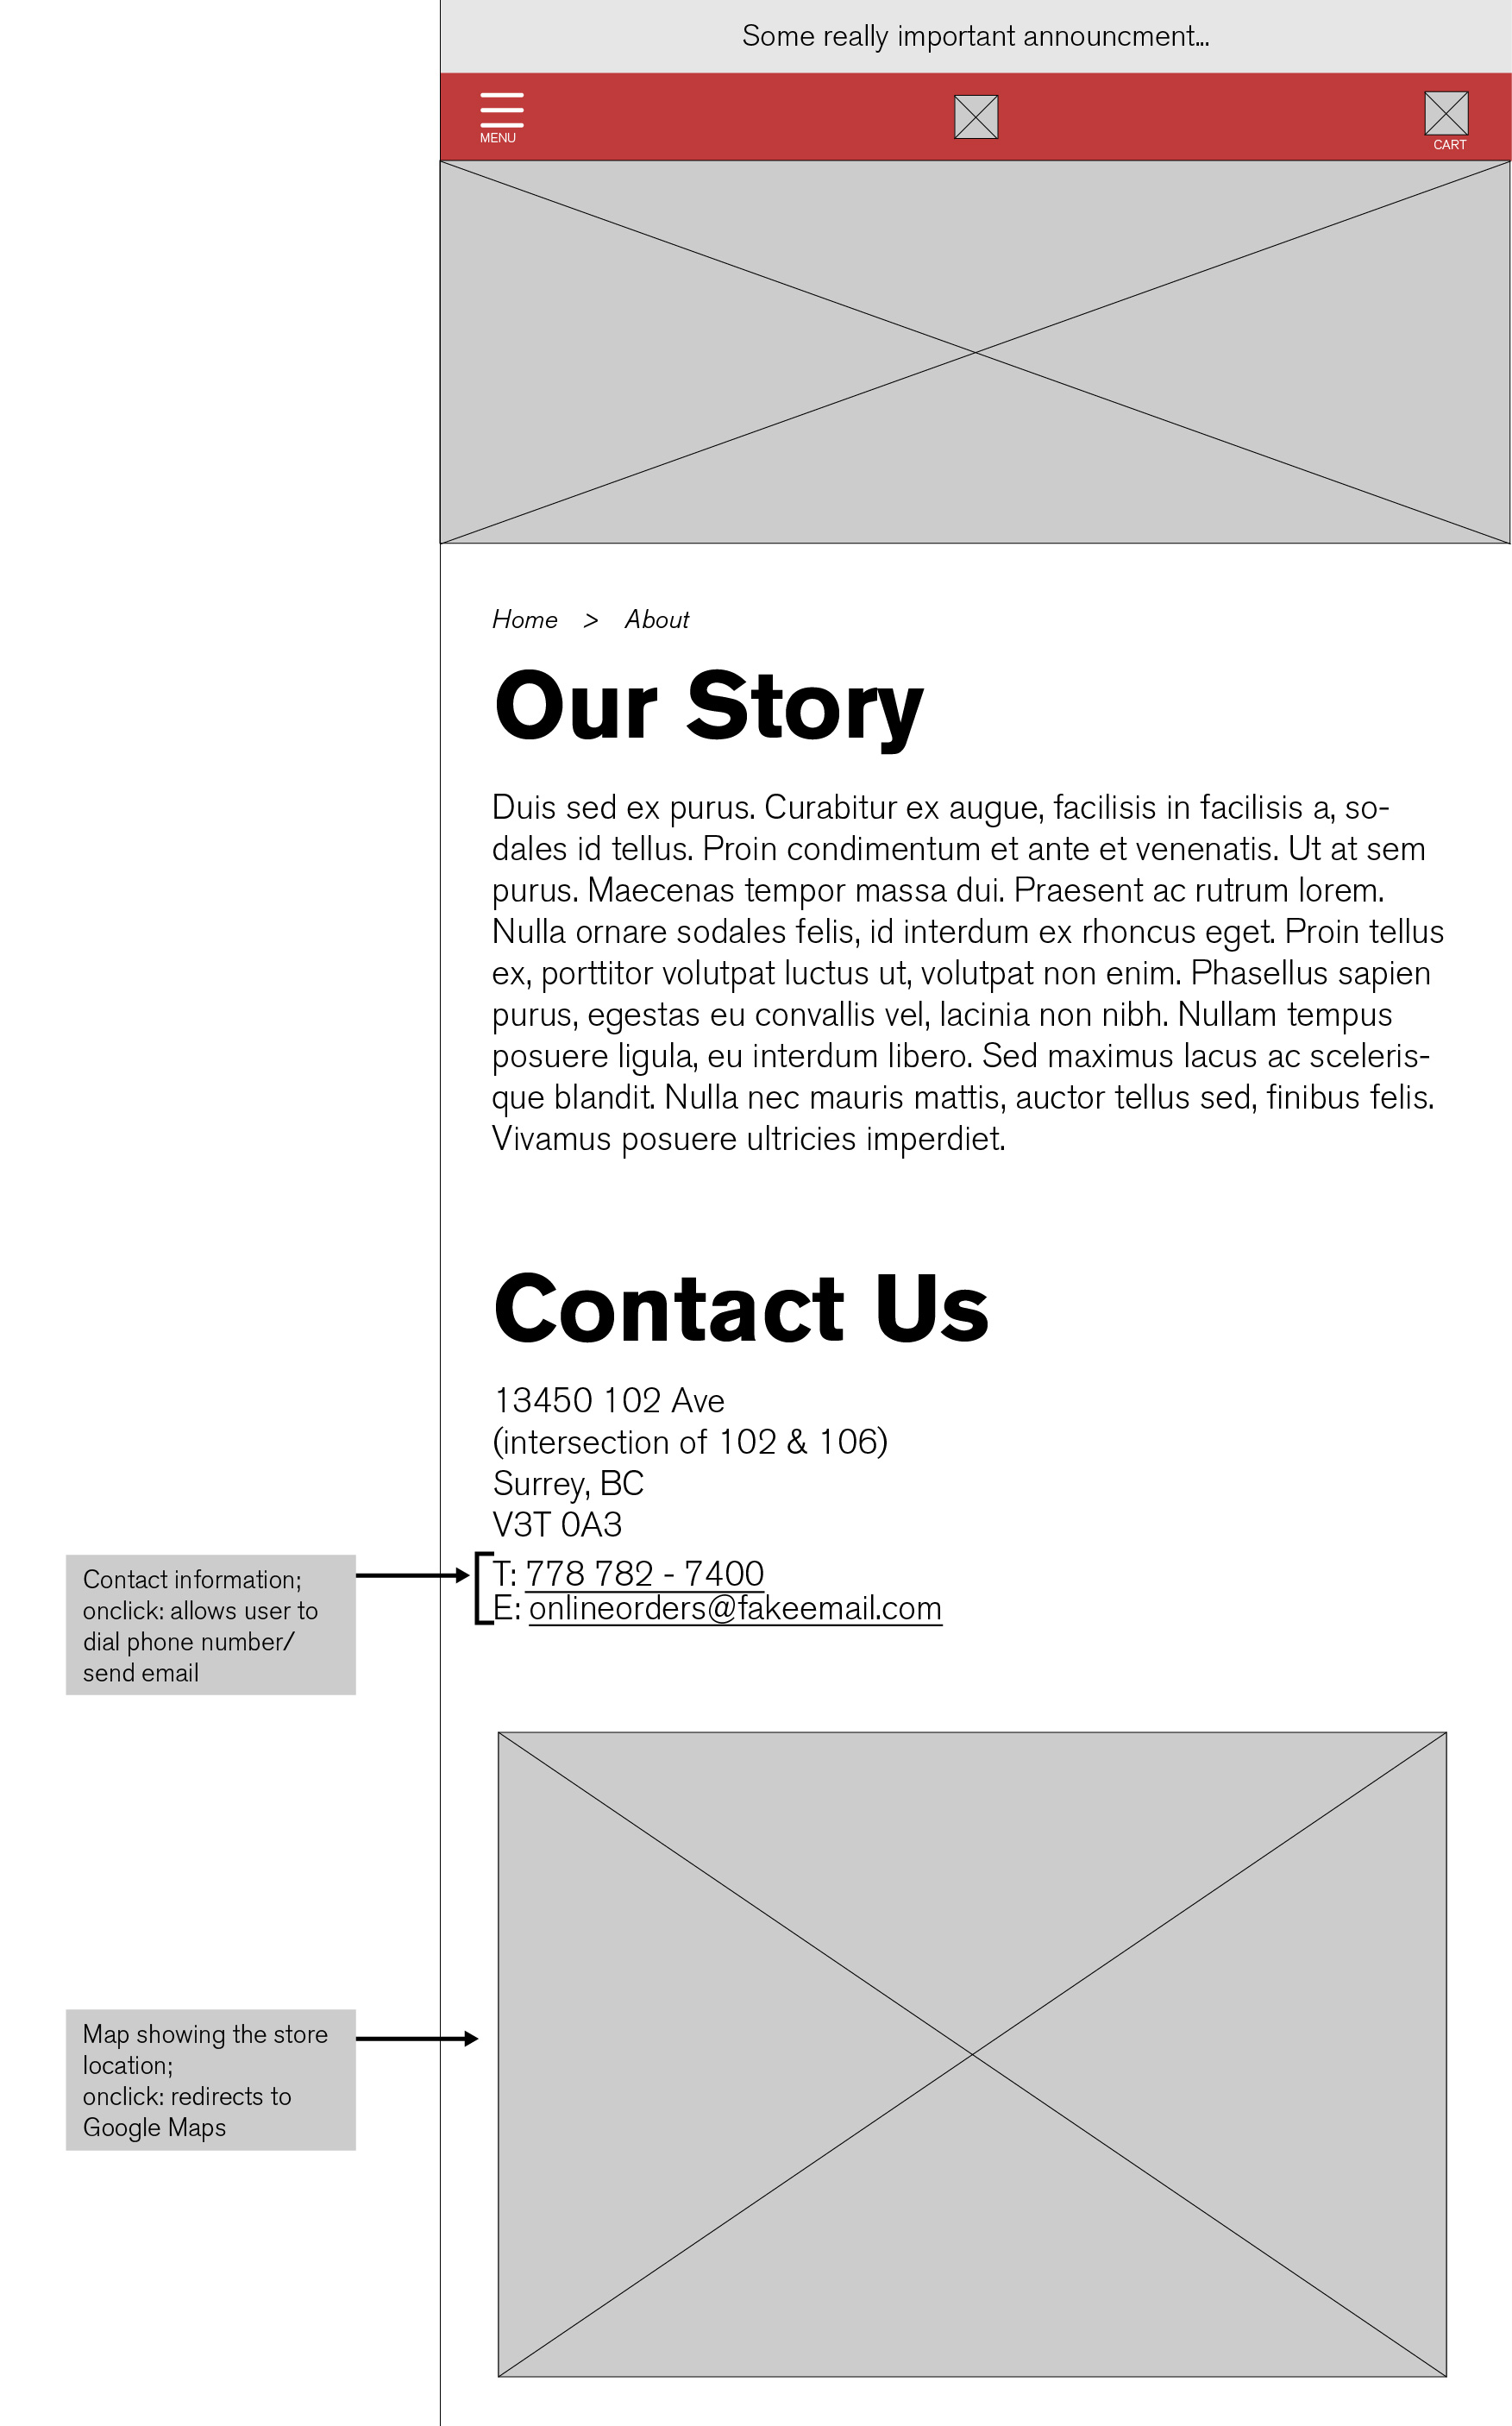 Some really important announcment...
MENU
CART
Home > About
Our Story
Duis sed ex purus. Curabitur ex augue, facilisis in facilisis a, so-
dales id tellus. Proin condimentum et ante et venenatis. Ut at sem
purus. Maecenas tempor massa dui. Praesent ac rutrum lorem.
Nulla ornare sodales felis, id interdum ex rhoncus eget. Proin tellus
ex, porttitor volutpat luctus ut, volutpat non enim. Phasellus sapien
purus, egestas eu convallis vel, lacinia non nibh. Nullam tempus
posuere ligula, eu interdum libero. Sed maximus lacus ac sceleris-
que blandit. Nulla nec mauris mattis, auctor tellus sed, finibus felis.
Vivamus posuere ultricies imperdiet.
Contact Us
13450 102 Ave
(intersection of 102 & 106)
Surrey, BC
V3T 0A3
T: 778 782 - 7400
E: onlineorders@fakeemail.com
Contact information;
onclick: allows user to
dial phone number/
send email
Map showing the store
location;
onclick: redirects to
Google Maps